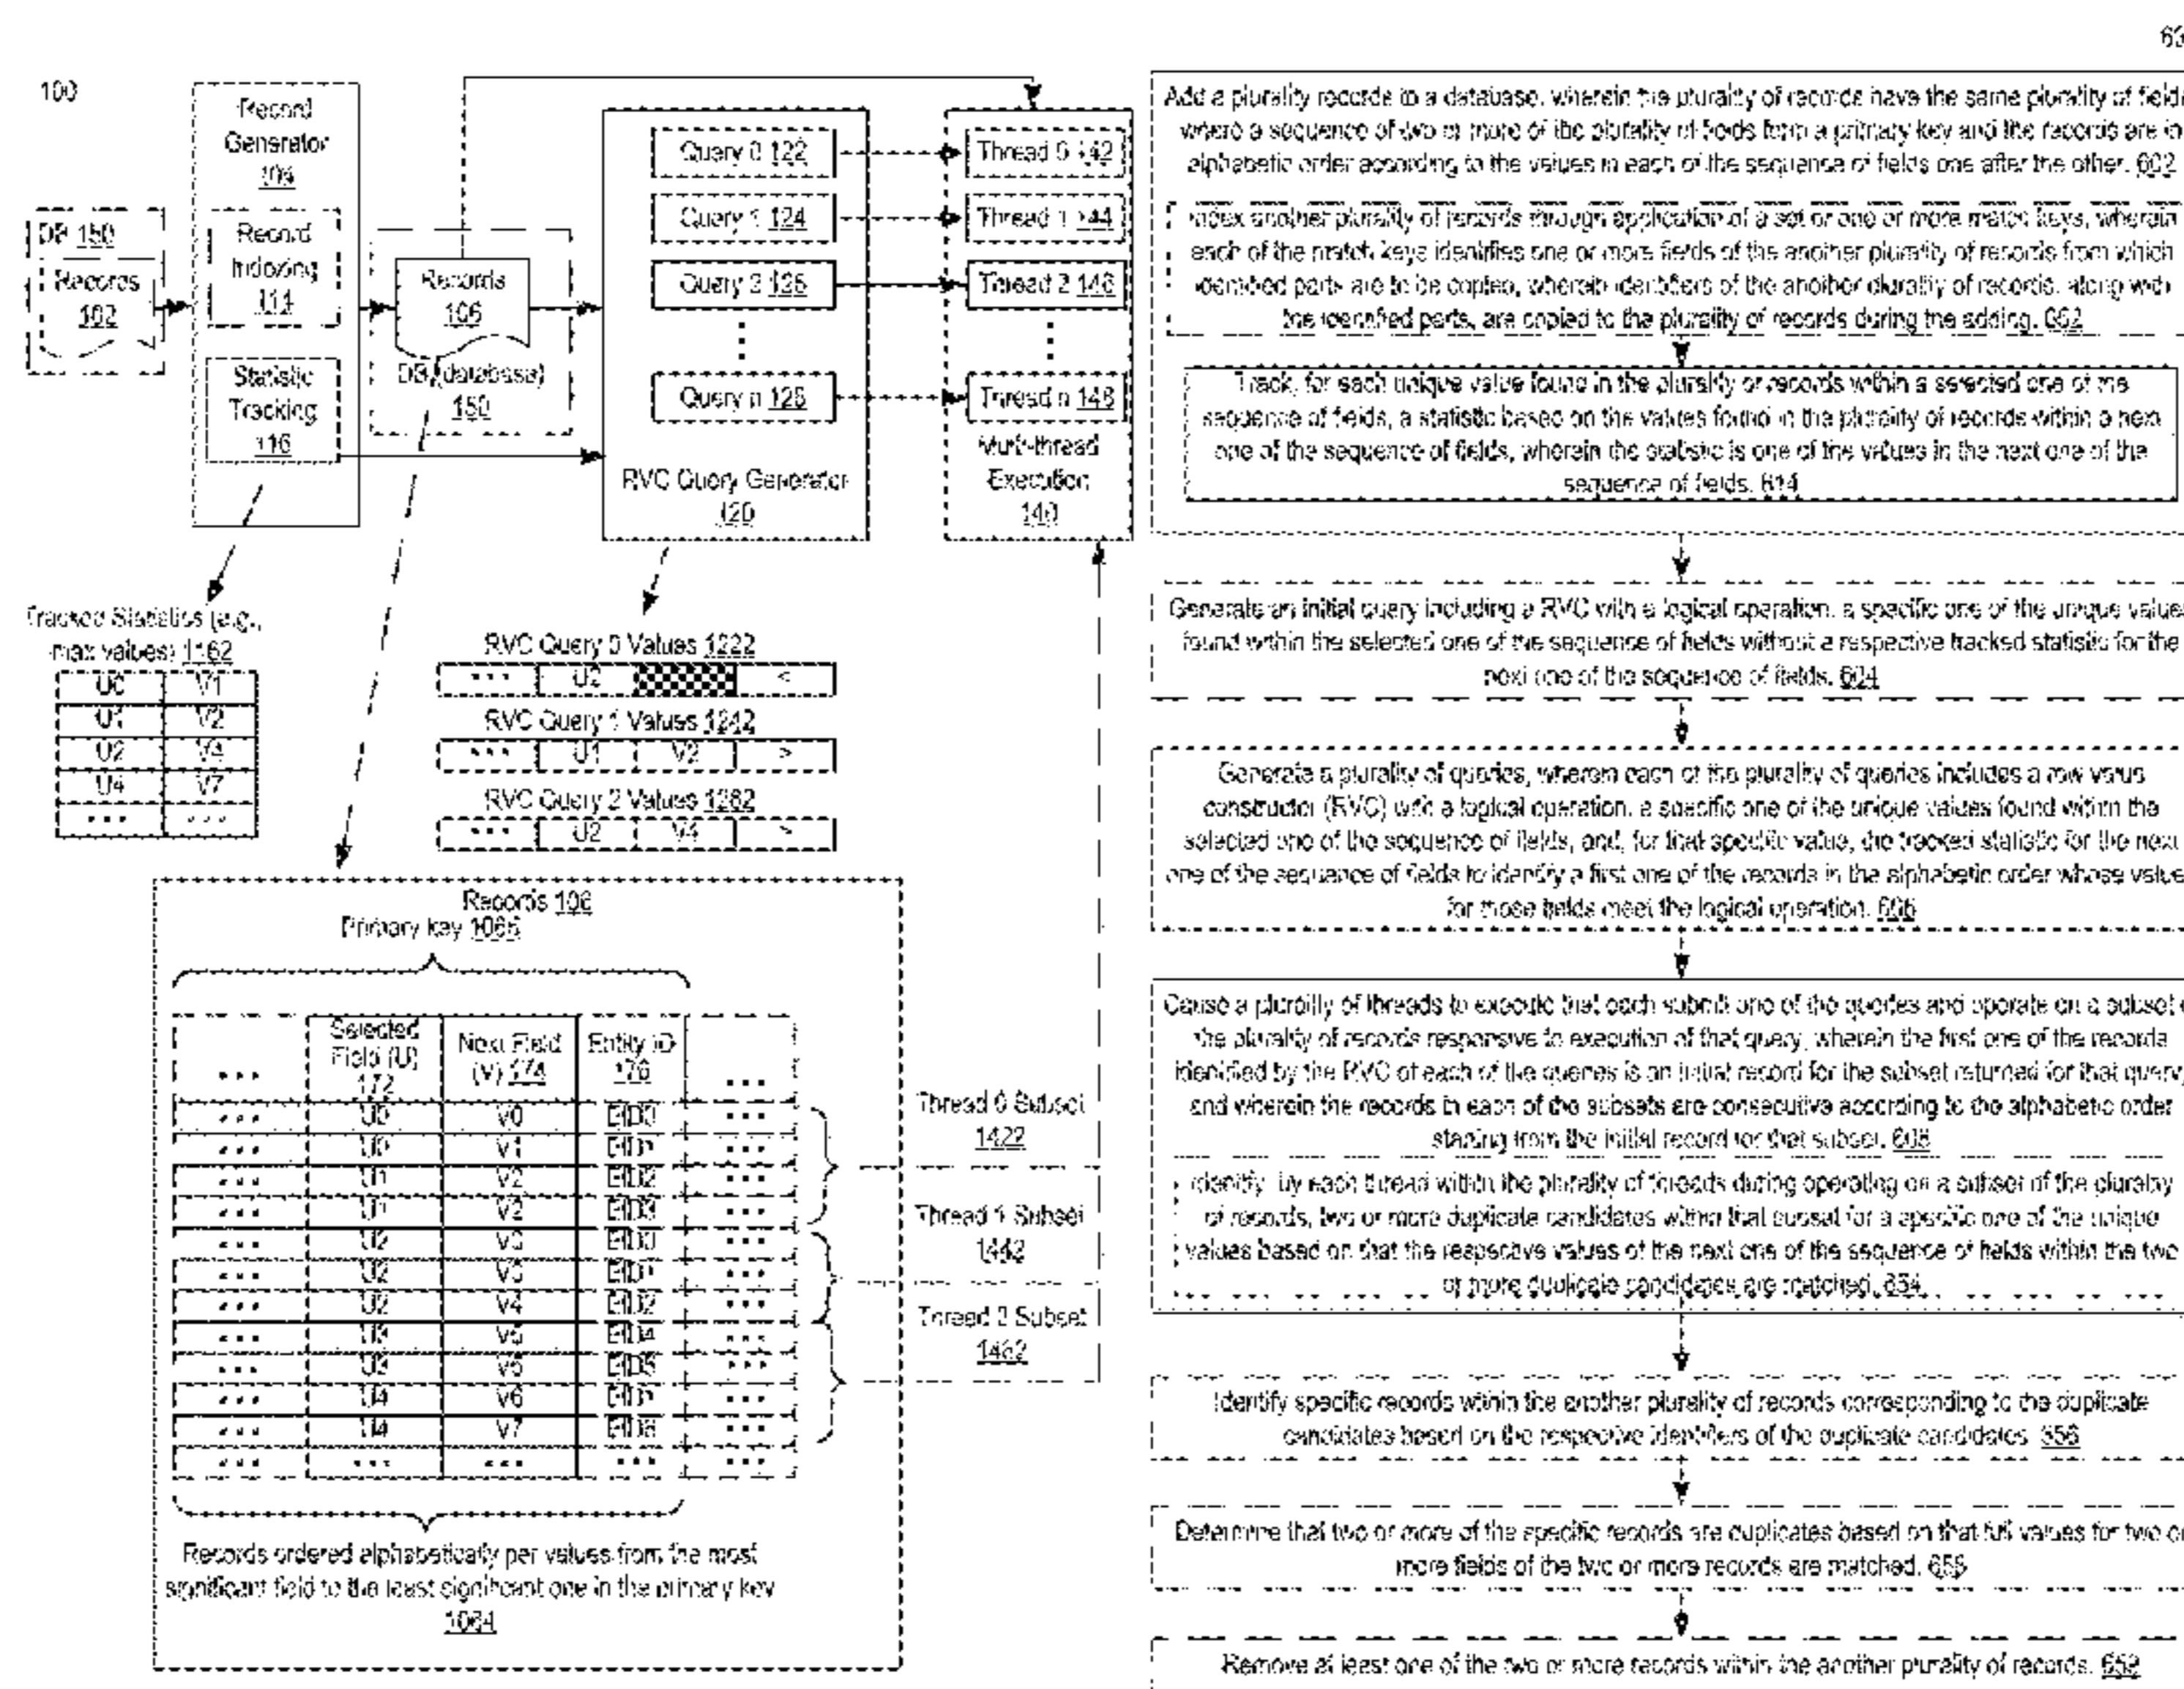 100
Record
Generator
DB 150
Records
102
Record
Indexing
114
Statistic
Tracking
116
Records
106
DB (database)
150
Query 0 122
Query 1 124
Query 2 126
Query n 128
RVC Query Generator
120
Thread 0 142
Thread 1 144
Thread 2 146
Thread n 148
Multi-thread
Execution
140
Tracked Statistics (e.g.,
max values) 1162
U0 V1
U1 V2
U2 V4
U4 V7
... ...
RVC Query 0 Values 1222
... U2 <
RVC Query 1 Values 1242
... U1 V2 >
RVC Query 2 Values 1262
... U2 V4 >
Records 106
Primary key 1066
... Selected Field (U) 172 Next Field (V) 174 Entity ID 176 ...
... U0 V0 EID0 ...
... U0 V1 EID1 ...
... U1 V2 EID2 ...
... U1 V2 EID3 ...
... U2 V3 ...
... U2 V3 EID1 ...
... U2 V4 EID2 ...
... U3 V5 EID4 ...
... U3 V5 EID5 ...
... U4 V6 ...
... U4 V7 ...
... ... ... ... ...
Thread 0 Subset
1422
Thread 1 Subset
1442
Thread 2 Subset
1462
Records ordered alphabetically per values from the most
significant field to the least significant one in the primary key
1064
Add a plurality records to a database, wherein the plurality of records have the same plurality of fields
where a sequence of two or more of the plurality of fields form a primary key and the records are in
alphabetic order according to the values in each of the sequence of fields one after the other. 602
Index another plurality of records through application of a set of one or more match keys, wherein
each of the match keys identifies one or more fields of the another plurality of records from which
identified parts are to be copied, wherein identifiers of the another plurality of records, along with
the identified parts, are copied to the plurality of records during the adding. 652
Track, for each unique value found in the plurality of records within a selected one of the
sequence of fields, a statistic based on the values found in the plurality of records within a next
one of the sequence of fields, wherein the statistic is one of the values in the next one of the
sequence of fields. 614
Generate an initial query including a RVC with a logical operation, a specific one of the unique values
found within the selected one of the sequence of fields without a respective tracked statistic for the
next one of the sequence of fields. 604
Generate a plurality of queries, wherein each of the plurality of queries includes a row value
constructor (RVC) with a logical operation, a specific one of the unique values found within the
selected one of the sequence of fields, and, for that specific value, the tracked statistic for the next
one of the sequence of fields to identify a first one of the records in the alphabetic order whose value
for those fields meet the logical operation. 606
Cause a plurality of threads to execute that each submit one of the queries and operate on a subset
the plurality of records responsive to execution of that query, wherein the first one of the records
identified by the RVC of each of the queries is an initial record for the subset returned for that query,
and wherein the records in each of the subsets are consecutive according to the alphabetic order
starting from the initial record for that subset. 608
Identify, by each thread within the plurality of threads during operating on a subset of the plurality
of records, two or more duplicate candidates within that subset for a specific one of the unique
values based on that the respective values of the next one of the sequence of fields within the two
or more duplicate candidates are matched. 654
Identify specific records within the another plurality of records corresponding to the duplicate
candidates based on the respective identifiers of the duplicate candidates. 656
Determine that two or more of the specific records are duplicates based on that full values for two or
more fields of the two or more records are matched. 658
Remove at least one of the two or more records within the another plurality of records.